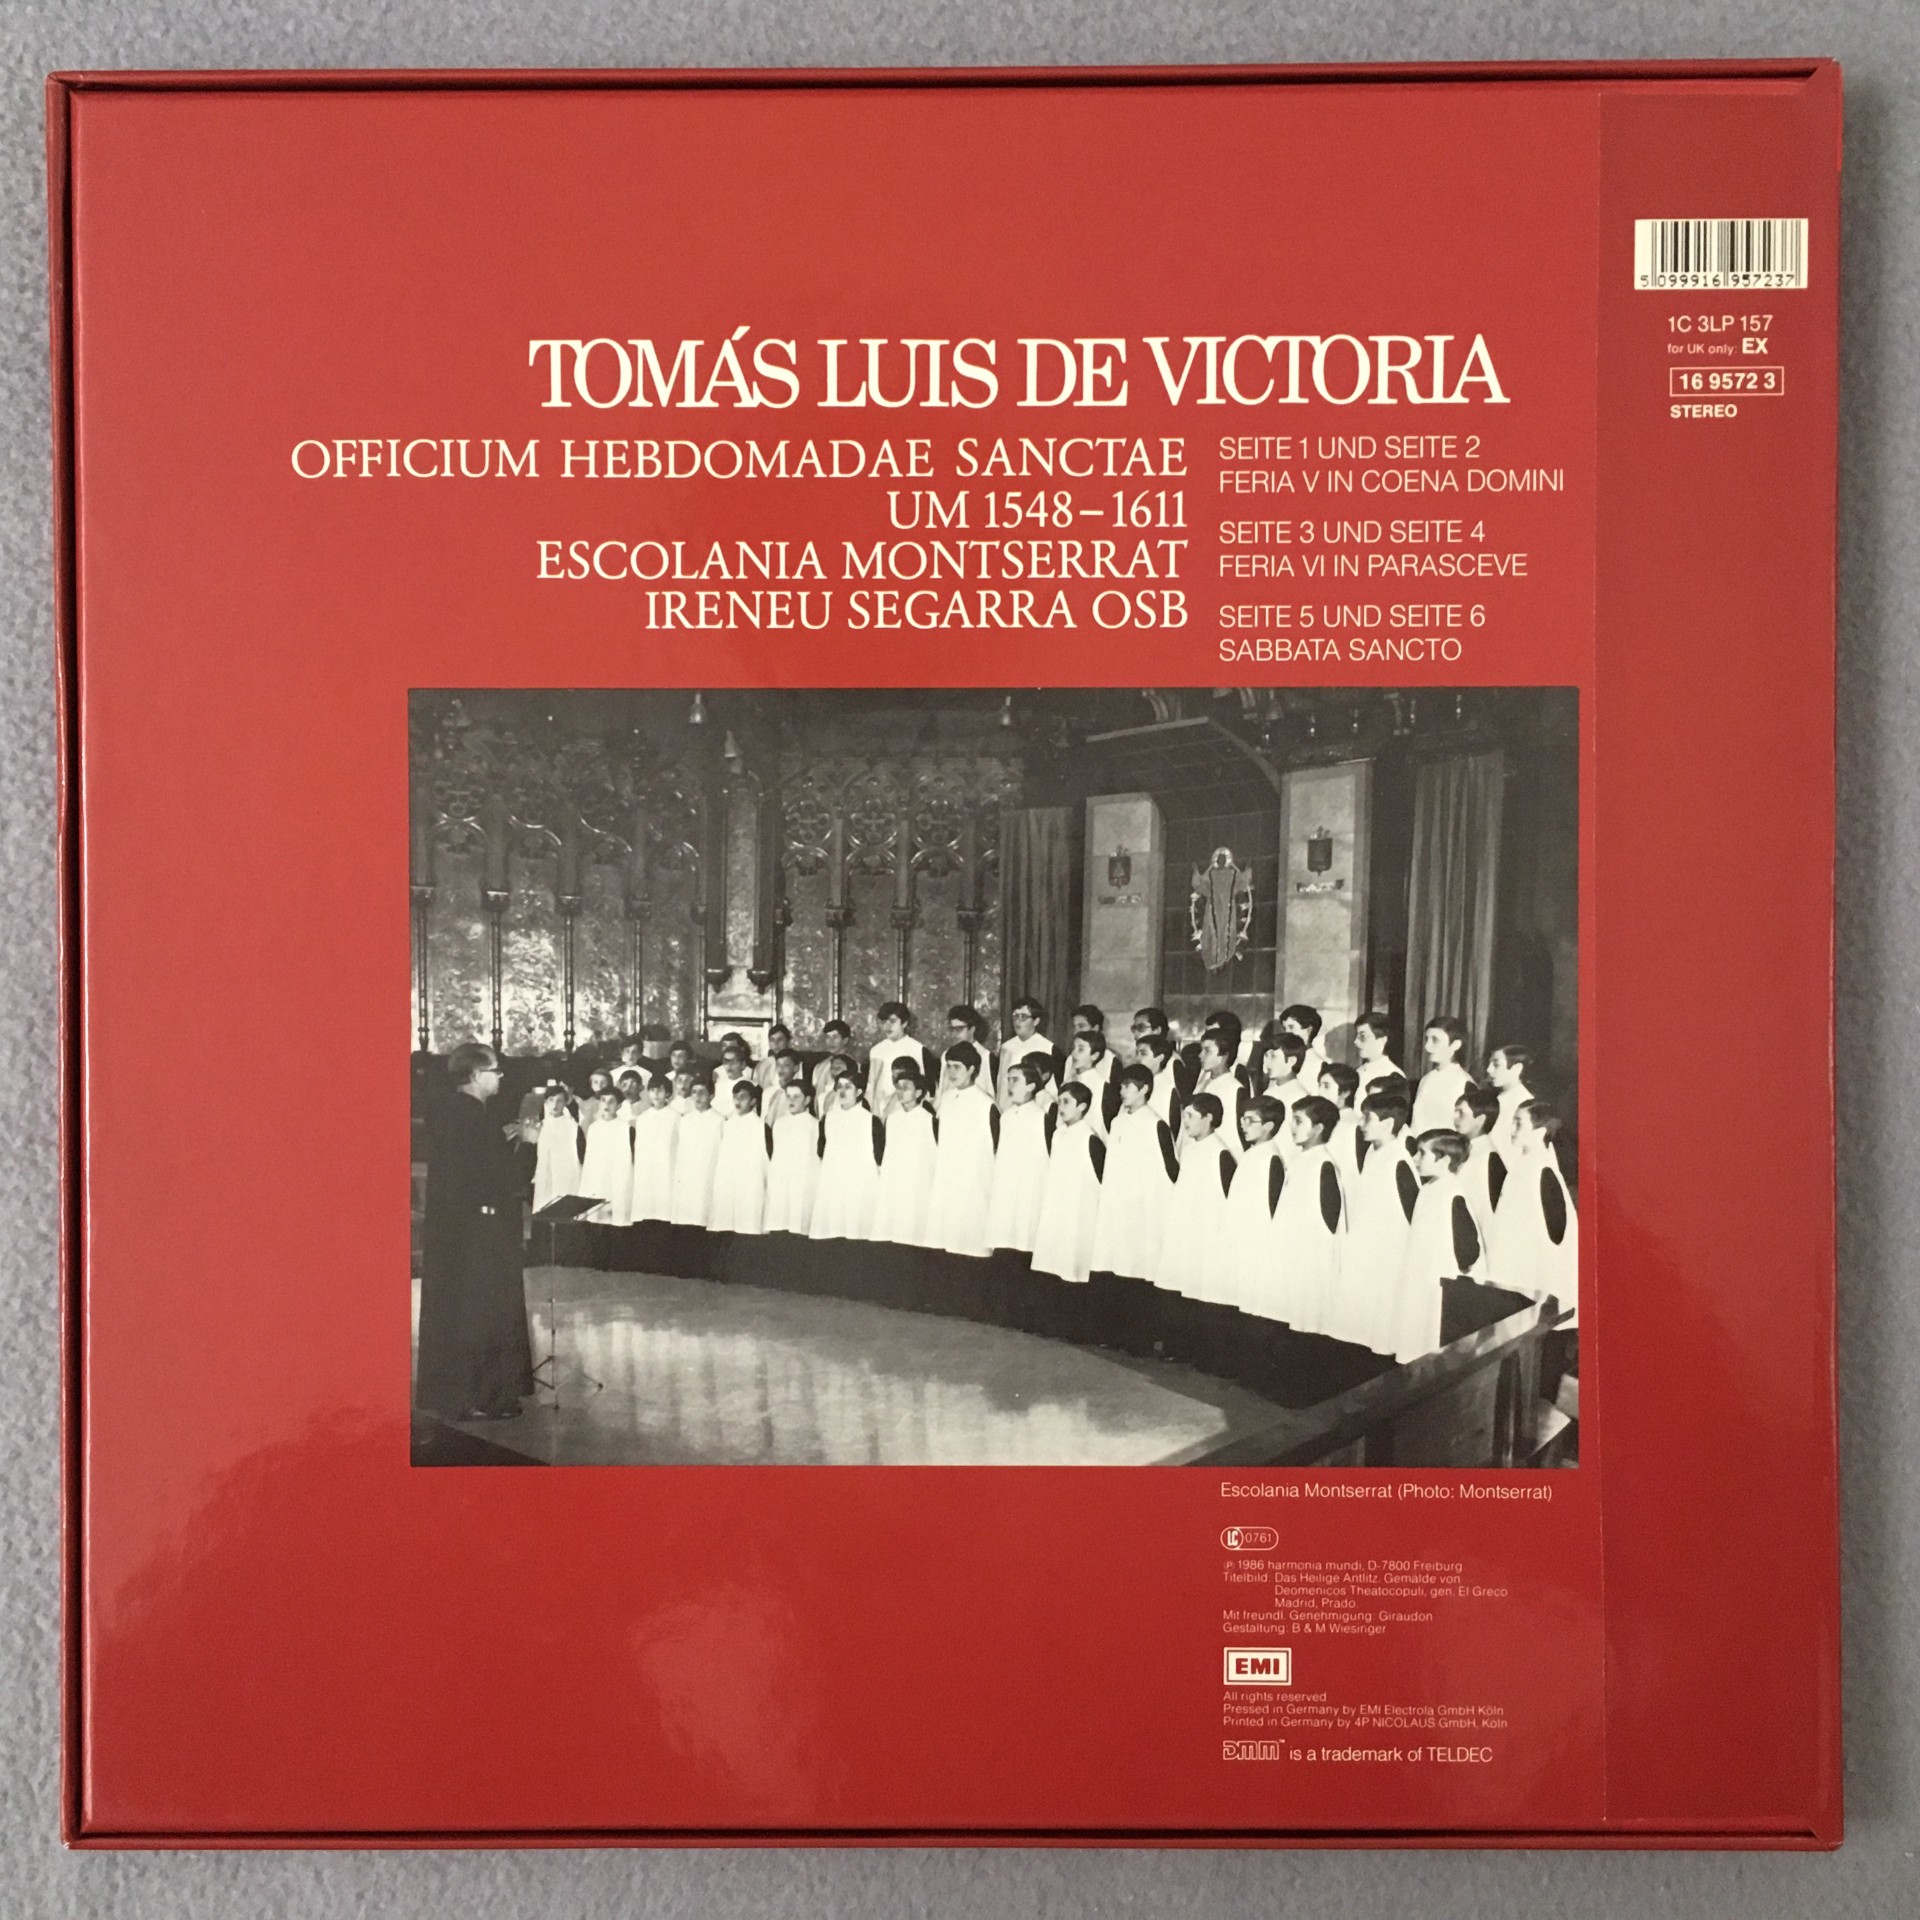 5 099916 957237
1C 3LP 157
for UK only: EX
16 9572 3
STEREO
TOMÁS LUIS DE VICTORIA
OFFICIUM HEBDOMADAE SANCTAE
UM 1548–1611
ESCOLANIA MONTSERRAT
IRENEU SEGARRA OSB
SEITE 1 UND SEITE 2
FERIA V IN COENA DOMINI
SEITE 3 UND SEITE 4
FERIA VI IN PARASCEVE
SEITE 5 UND SEITE 6
SABBATA SANCTO
Escolania Montserrat (Photo: Montserrat)
LC 0761
℗ 1986 harmonia mundi, D-7800 Freiburg
Titelbild: Das Heilige Antlitz. Gemälde von
Deomenicos Theatocopuli, gen. El Greco
Madrid, Prado.
Mit freundl. Genehmigung: Giraudon
Gestaltung: B & M Wiesinger
EMI
All rights reserved
Pressed in Germany by EMI Electrola GmbH Köln
Printed in Germany by 4P NICOLAUS GmbH, Köln
DMM™ is a trademark of TELDEC